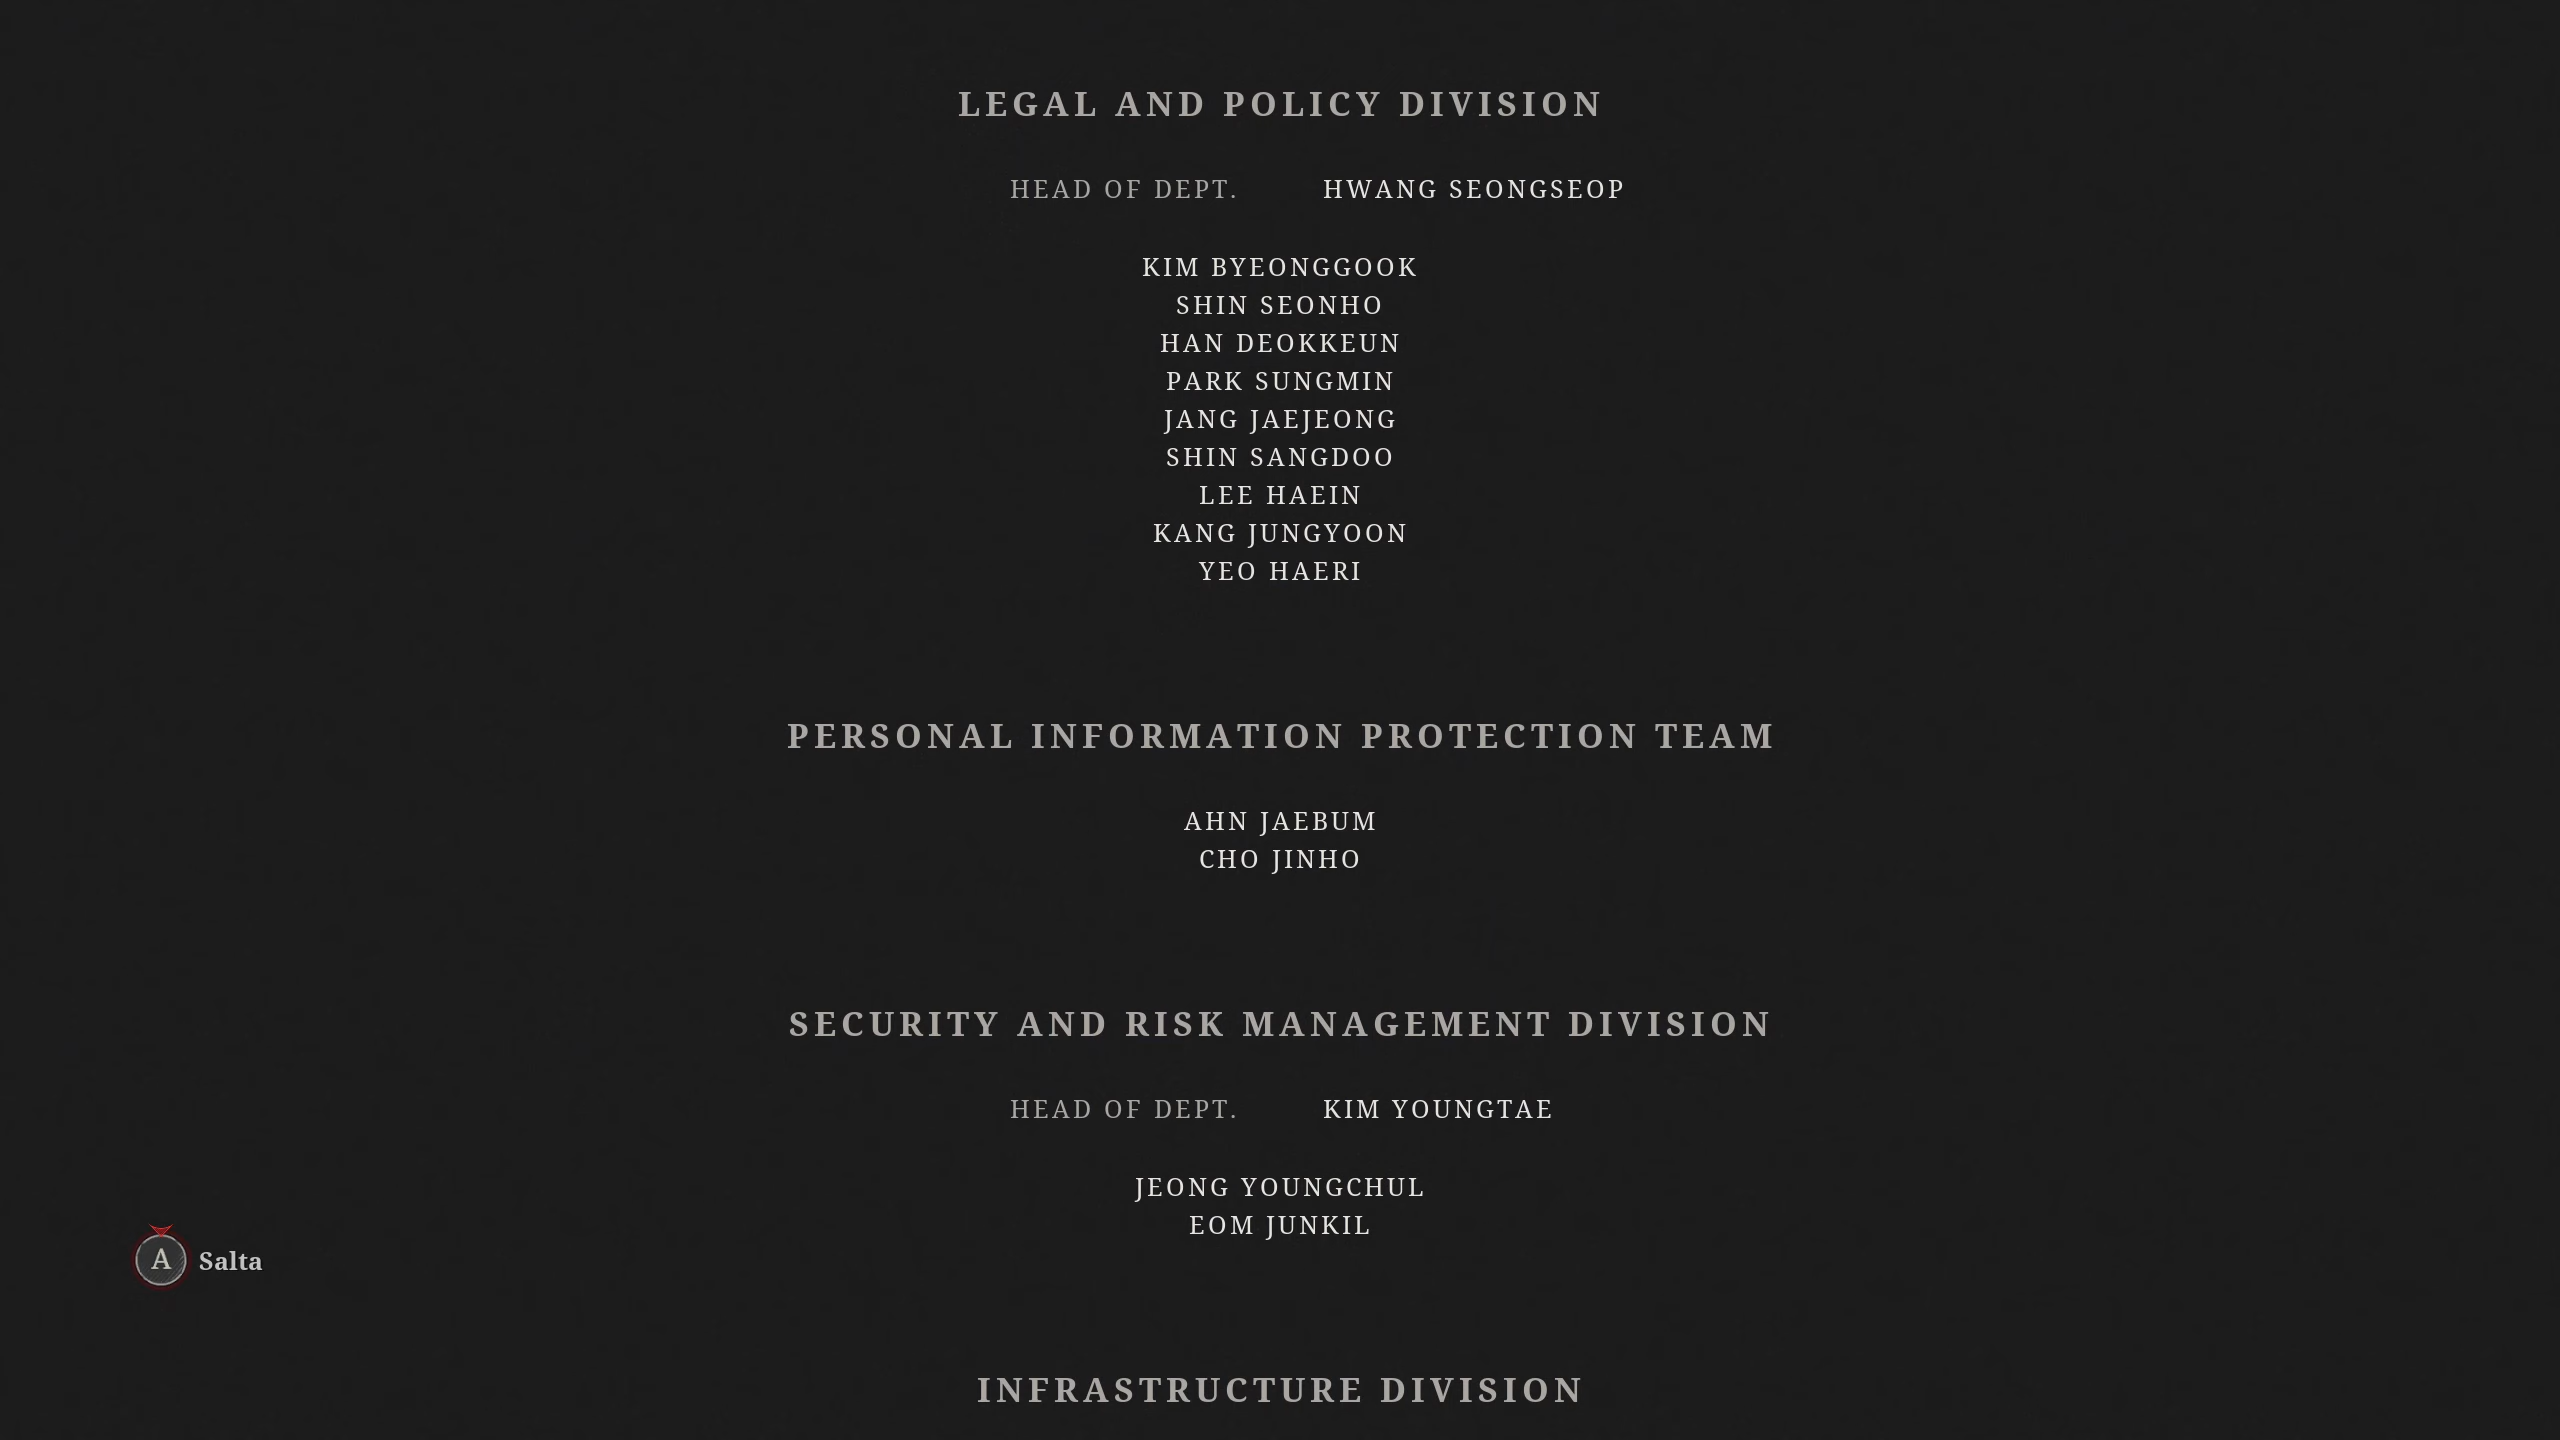 LEGAL AND POLICY DIVISION
HEAD OF DEPT. HWANG SEONGSEOP
KIM BYEONGGOOK
SHIN SEONHO
HAN DEOKKEUN
PARK SUNGMIN
JANG JAEJEONG
SHIN SANGDOO
LEE HAEIN
KANG JUNGYOON
YEO HAERI
PERSONAL INFORMATION PROTECTION TEAM
AHN JAEBUM
CHO JINHO
SECURITY AND RISK MANAGEMENT DIVISION
HEAD OF DEPT. KIM YOUNGTAE
JEONG YOUNGCHUL
EOM JUNKIL
A Salta
INFRASTRUCTURE DIVISION